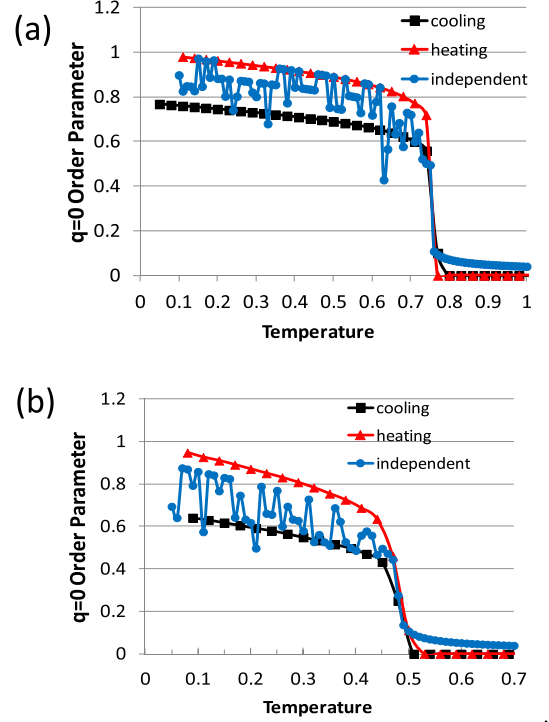 (a)
1.2
1
0.8
0.6
0.4
0.2
0
q=0 Order Parameter
cooling
heating
independent
0 0.1 0.2 0.3 0.4 0.5 0.6 0.7 0.8 0.9 1
Temperature
(b)
1.2
1
0.8
0.6
0.4
0.2
0
q=0 Order Parameter
cooling
heating
independent
0 0.1 0.2 0.3 0.4 0.5 0.6 0.7
Temperature